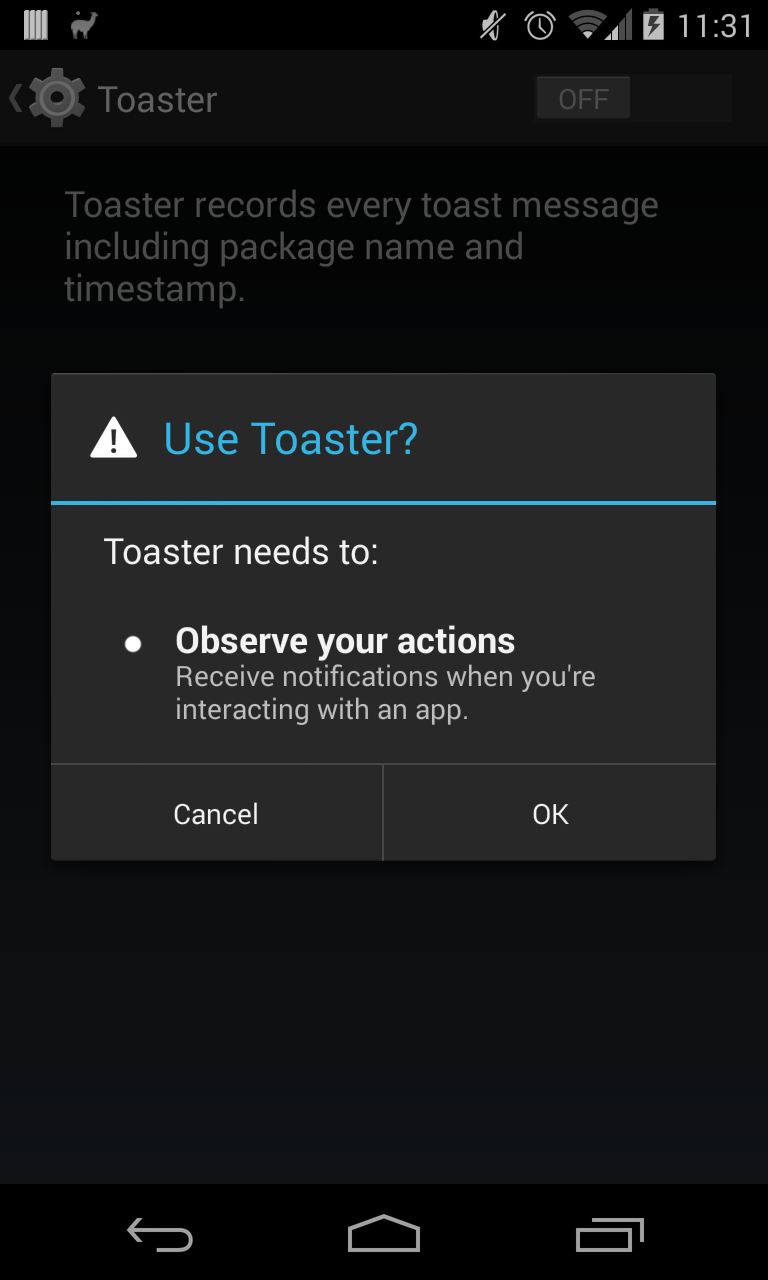 11:31
Toaster
OFF
Toaster records every toast message
including package name and
timestamp.
Use Toaster?
Toaster needs to:
Observe your actions
Receive notifications when you're
interacting with an app.
Cancel
OK